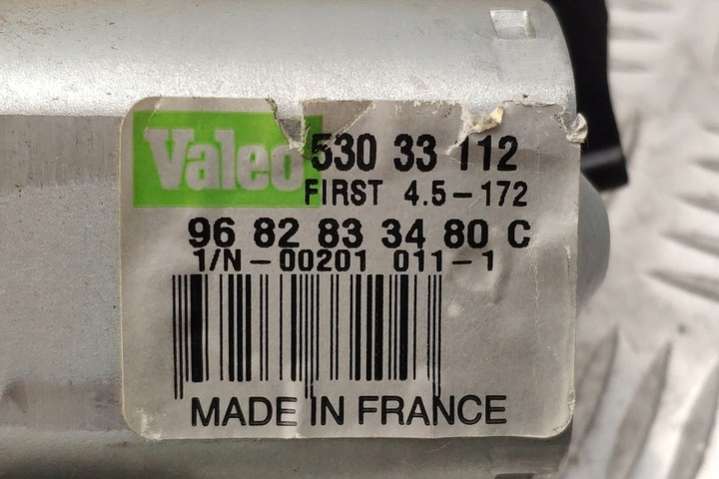 Valeo 530 33 112
FIRST 4.5-172
96 82 83 34 80 C
1/N-00201 011-1
MADE IN FRANCE